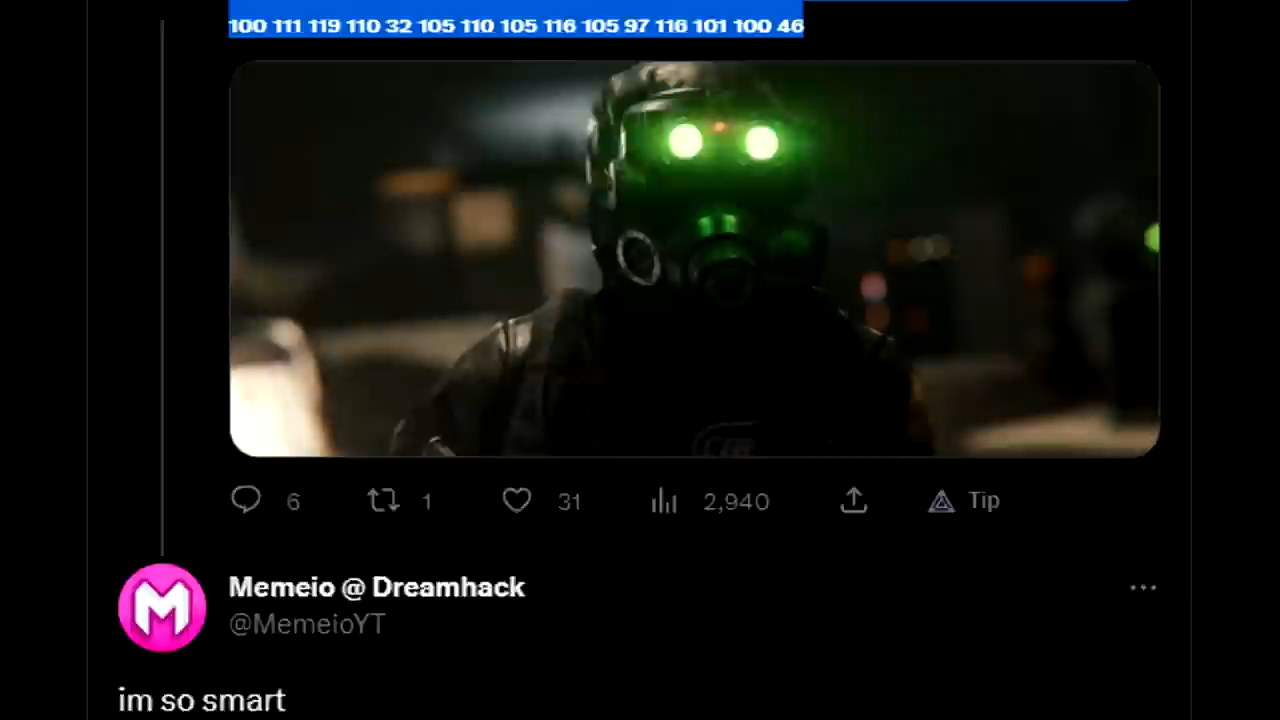 100 111 119 110 32 105 110 105 116 105 97 116 101 100 46
6 1 31 2,940 Tip
Memeio @ Dreamhack
@MemeioYT
im so smart